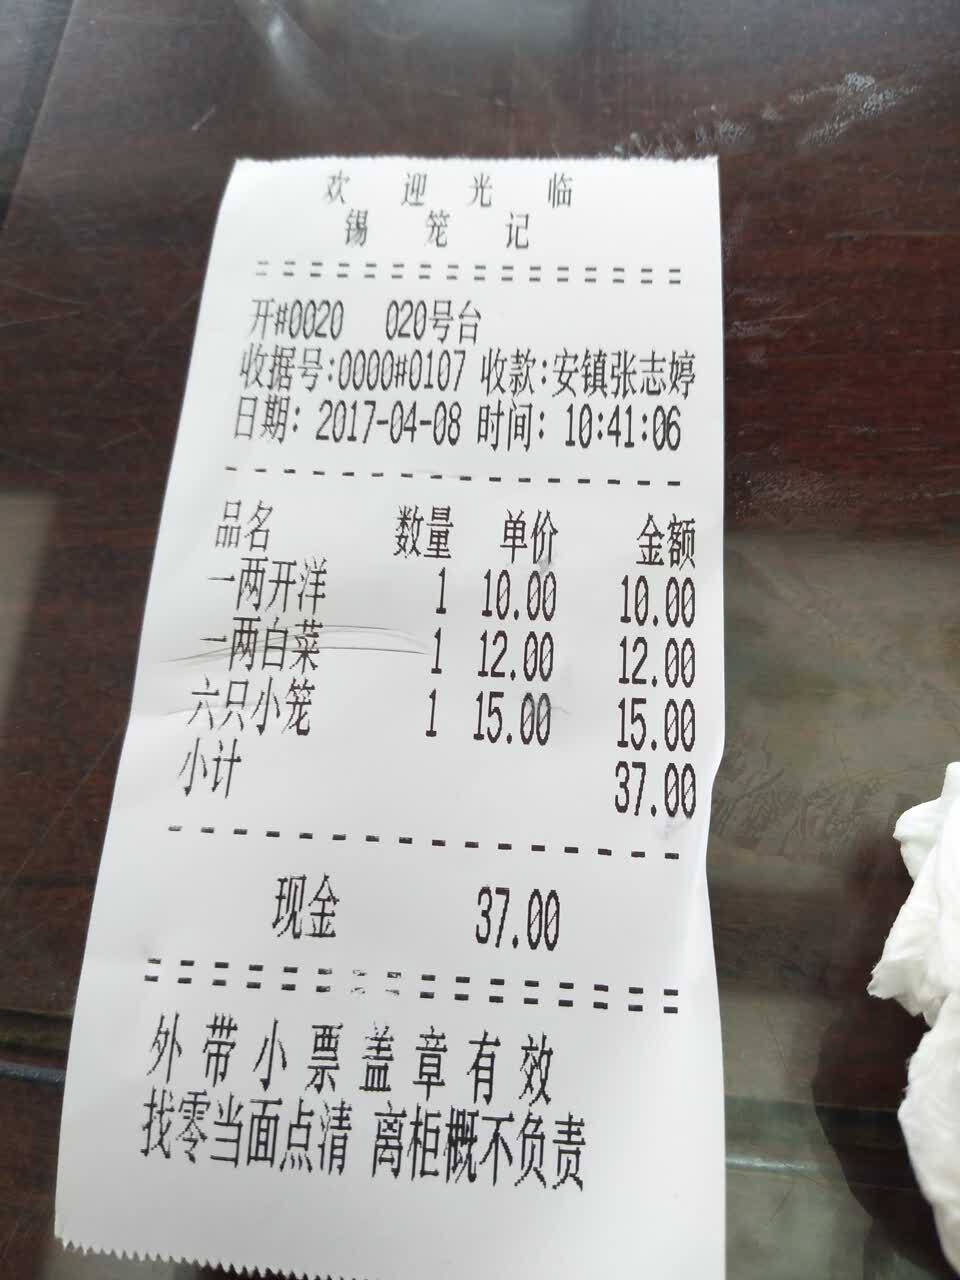 欢迎光临
锡笼记
===============
开#0020 020号台
收据号:0000#0107 收款:安镇张志婷
日期: 2017-04-08 时间: 10:41:06
---------------
品名 数量 单价 金额
一两开洋 1 10.00 10.00
一两白菜 1 12.00 12.00
六只小笼 1 15.00 15.00
小计 37.00
---------------
现金 37.00
===============
外带小票盖章有效
找零当面点清 离柜概不负责